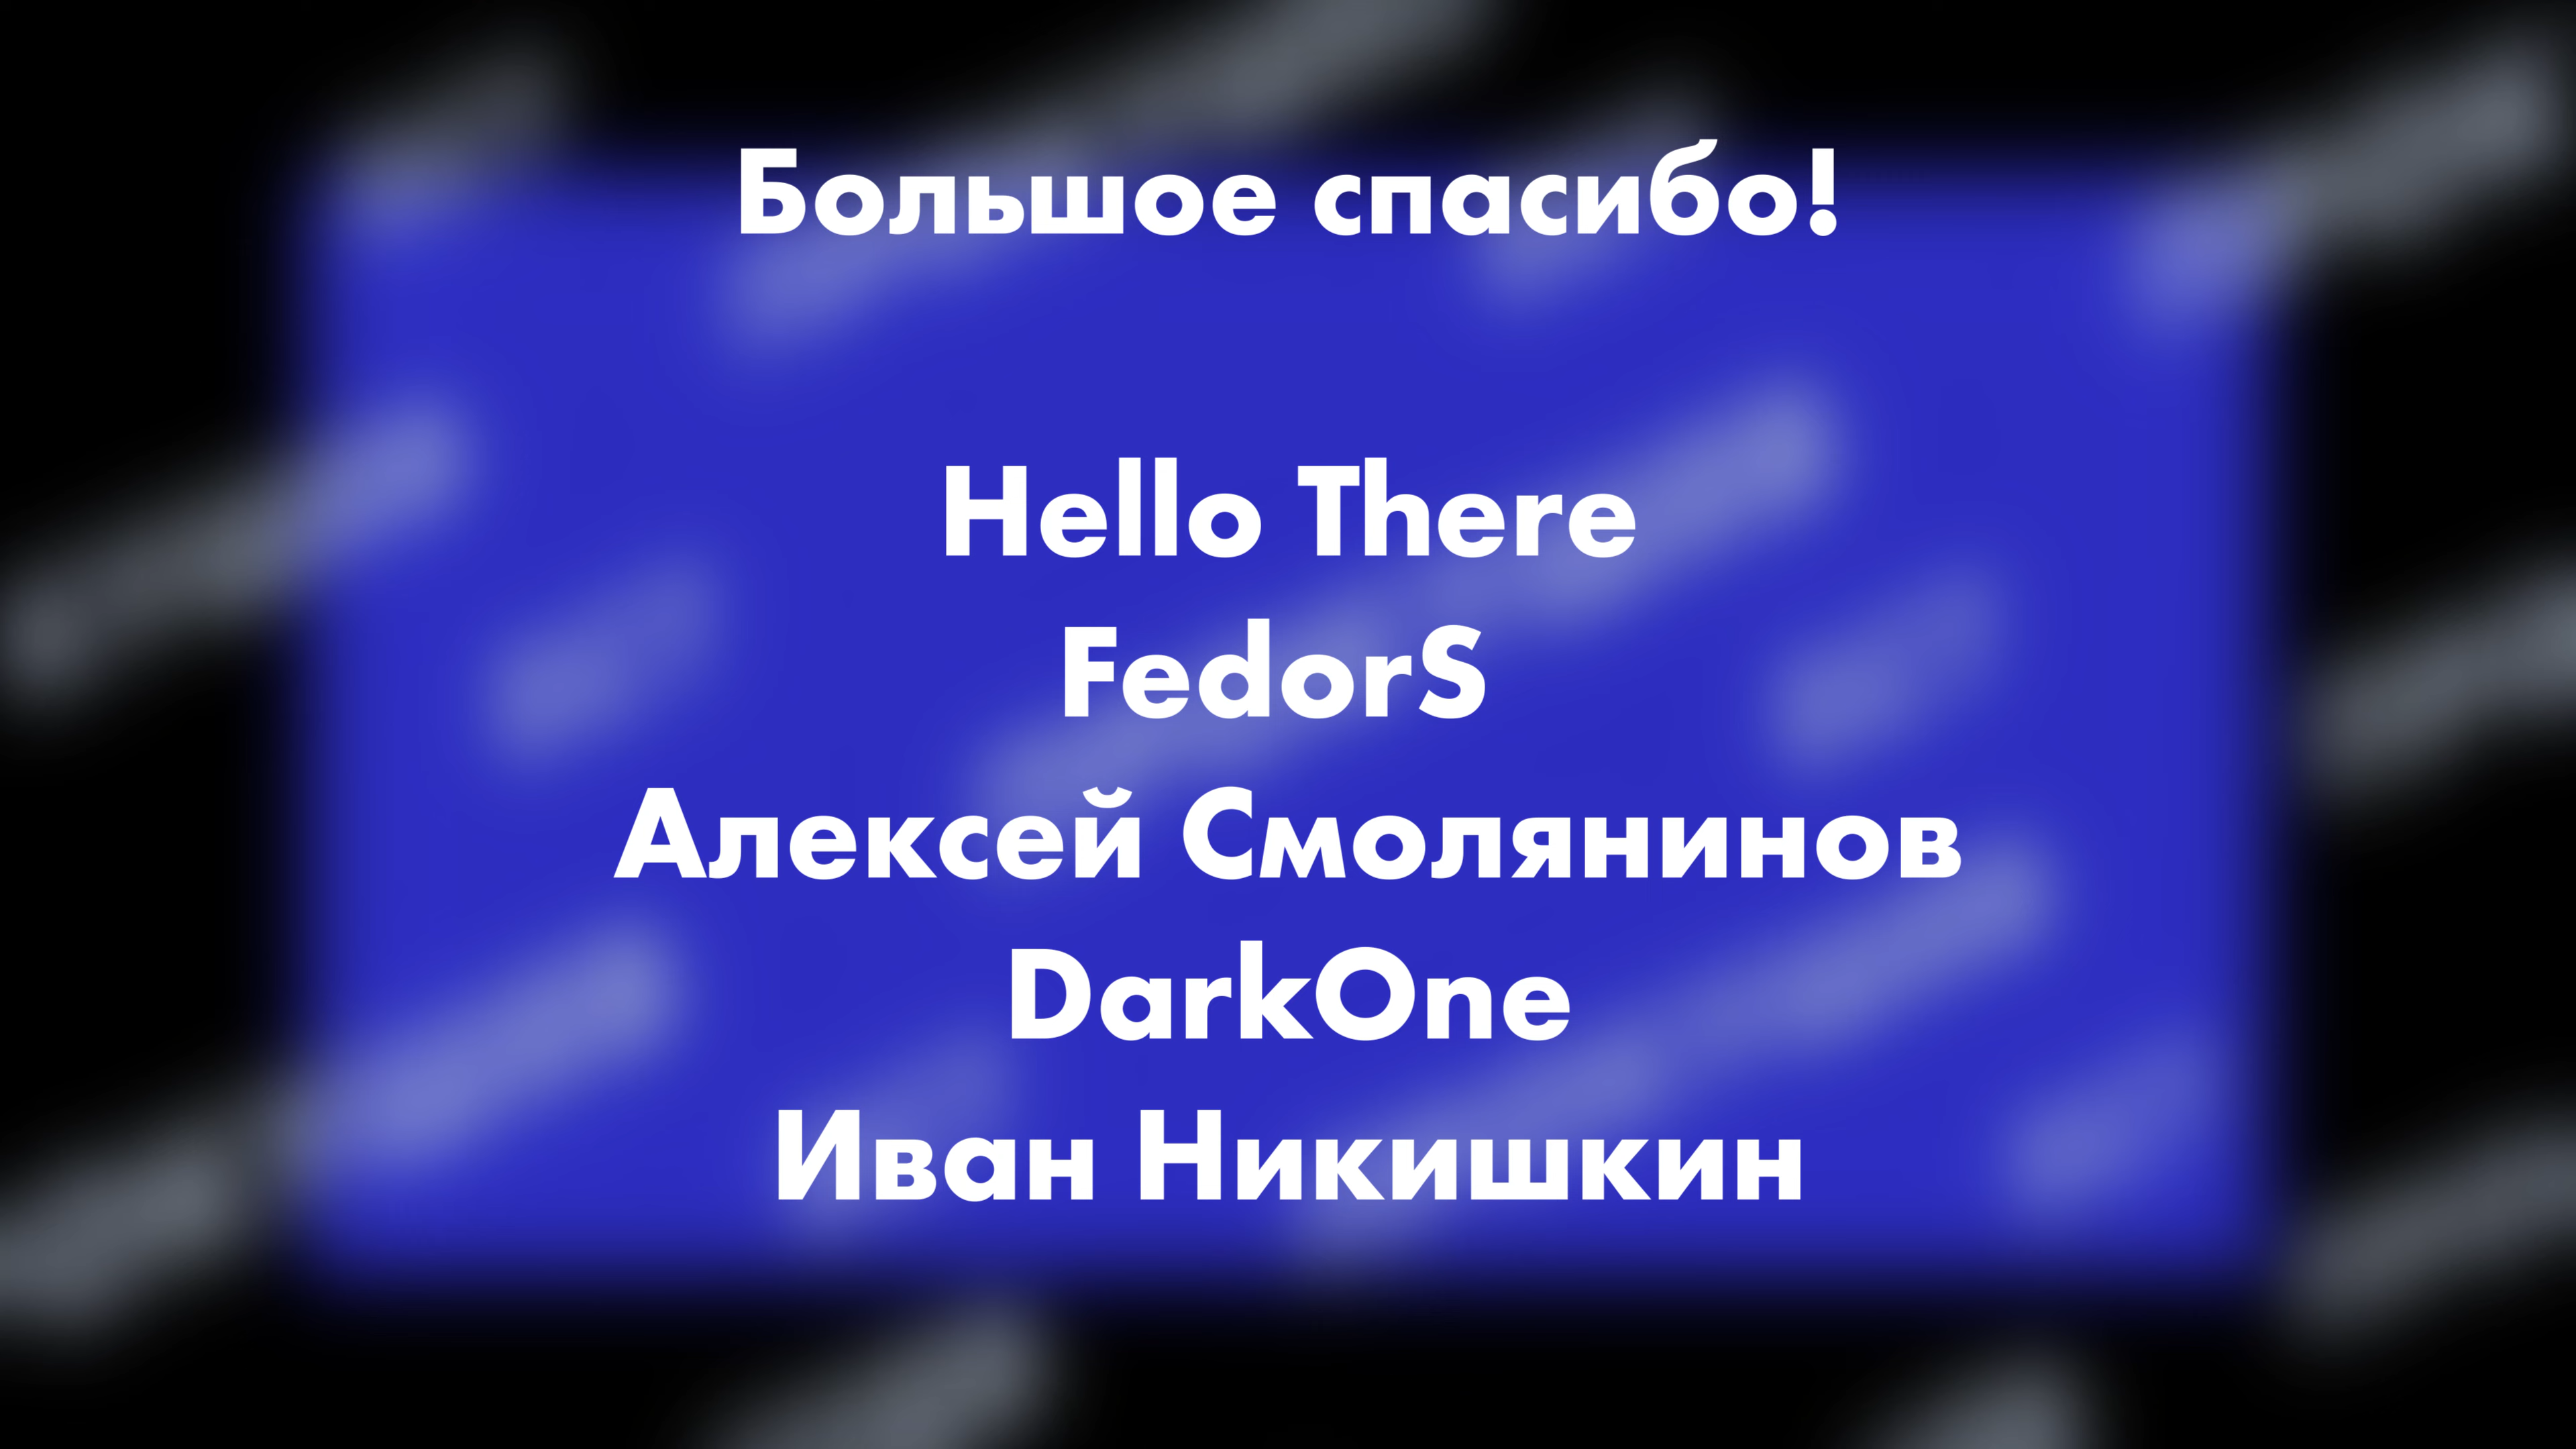 Большое спасибо!
Hello There
FedorS
Алексей Смолянинов
DarkOne
Иван Никишкин